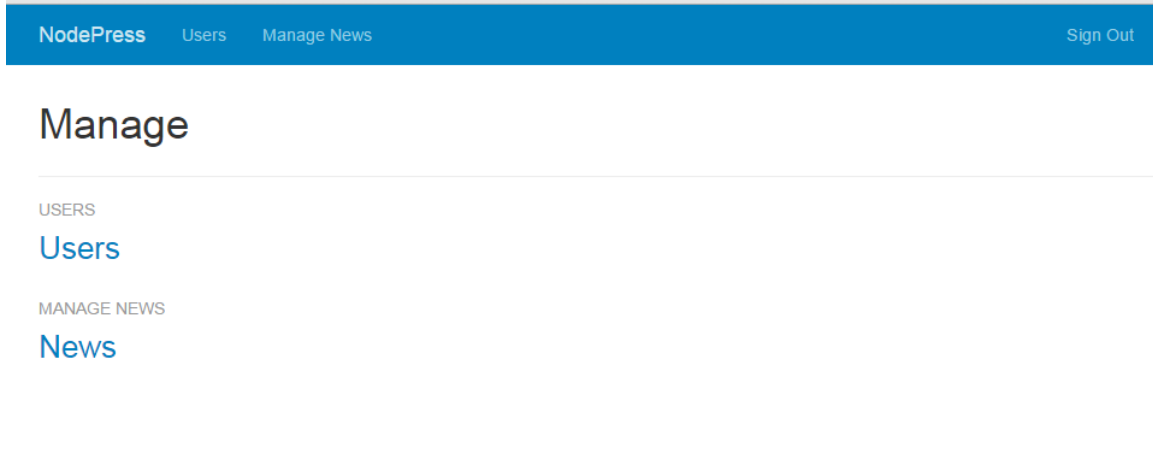 NodePress Users Manage News Sign Out
Manage
USERS
Users
MANAGE NEWS
News